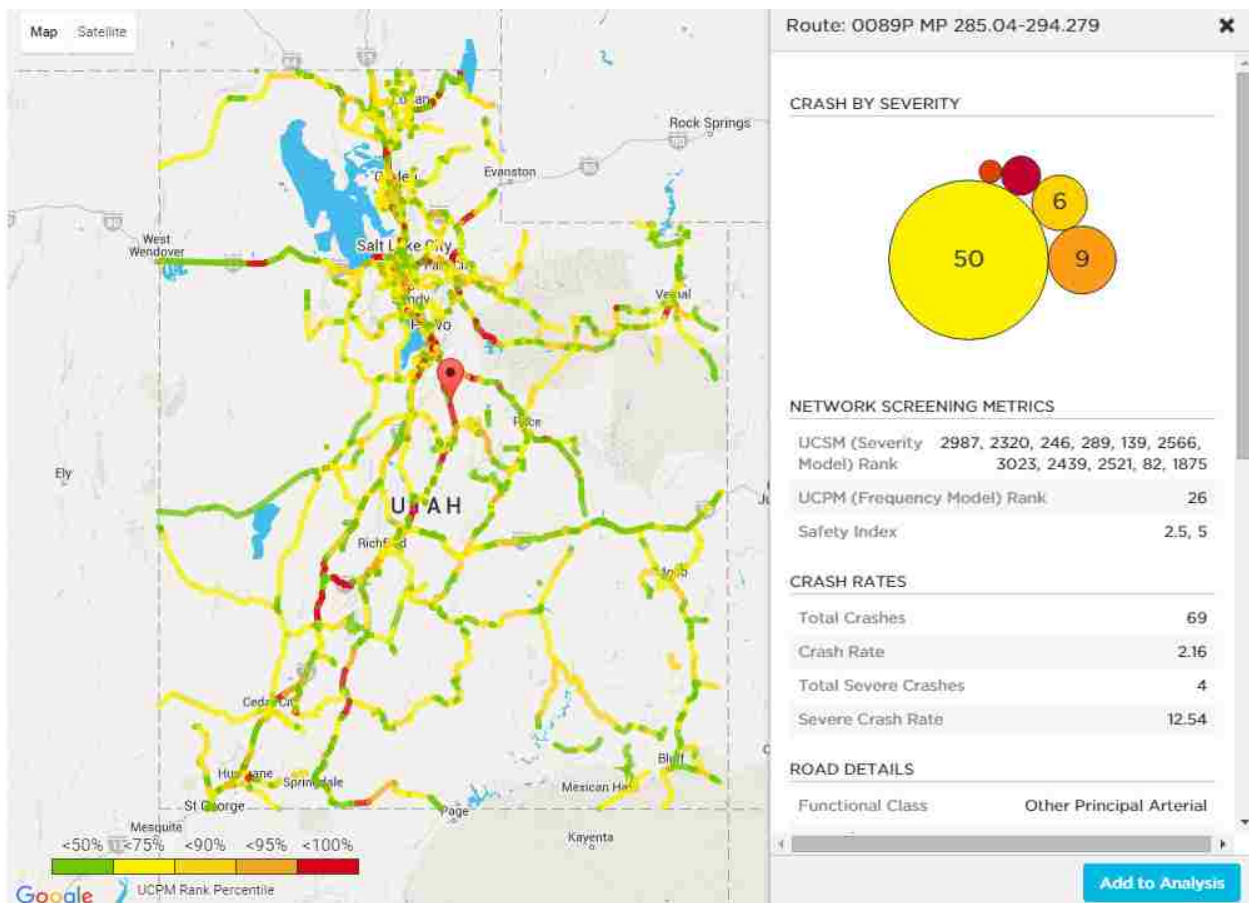 Map Satellite
Rock Springs
Evanston
West
Wendover
Salt Lake City
Vernal
Ely
UTAH
Richfield
Bluff
Springdale
St George
Page
Mesquite
Kayenta
<50% <75% <90% <95% <100%
UCPM Rank Percentile
Google
Route: 0089P MP 285.04-294.279
CRASH BY SEVERITY
6
50
9
NETWORK SCREENING METRICS
UCSM (Severity 2987, 2320, 246, 289, 139, 2566,
Model) Rank 3023, 2439, 2521, 82, 1875
UCPM (Frequency Model) Rank 26
Safety Index 2.5, 5
CRASH RATES
Total Crashes 69
Crash Rate 2.16
Total Severe Crashes 4
Severe Crash Rate 12.54
ROAD DETAILS
Functional Class Other Principal Arterial
Add to Analysis